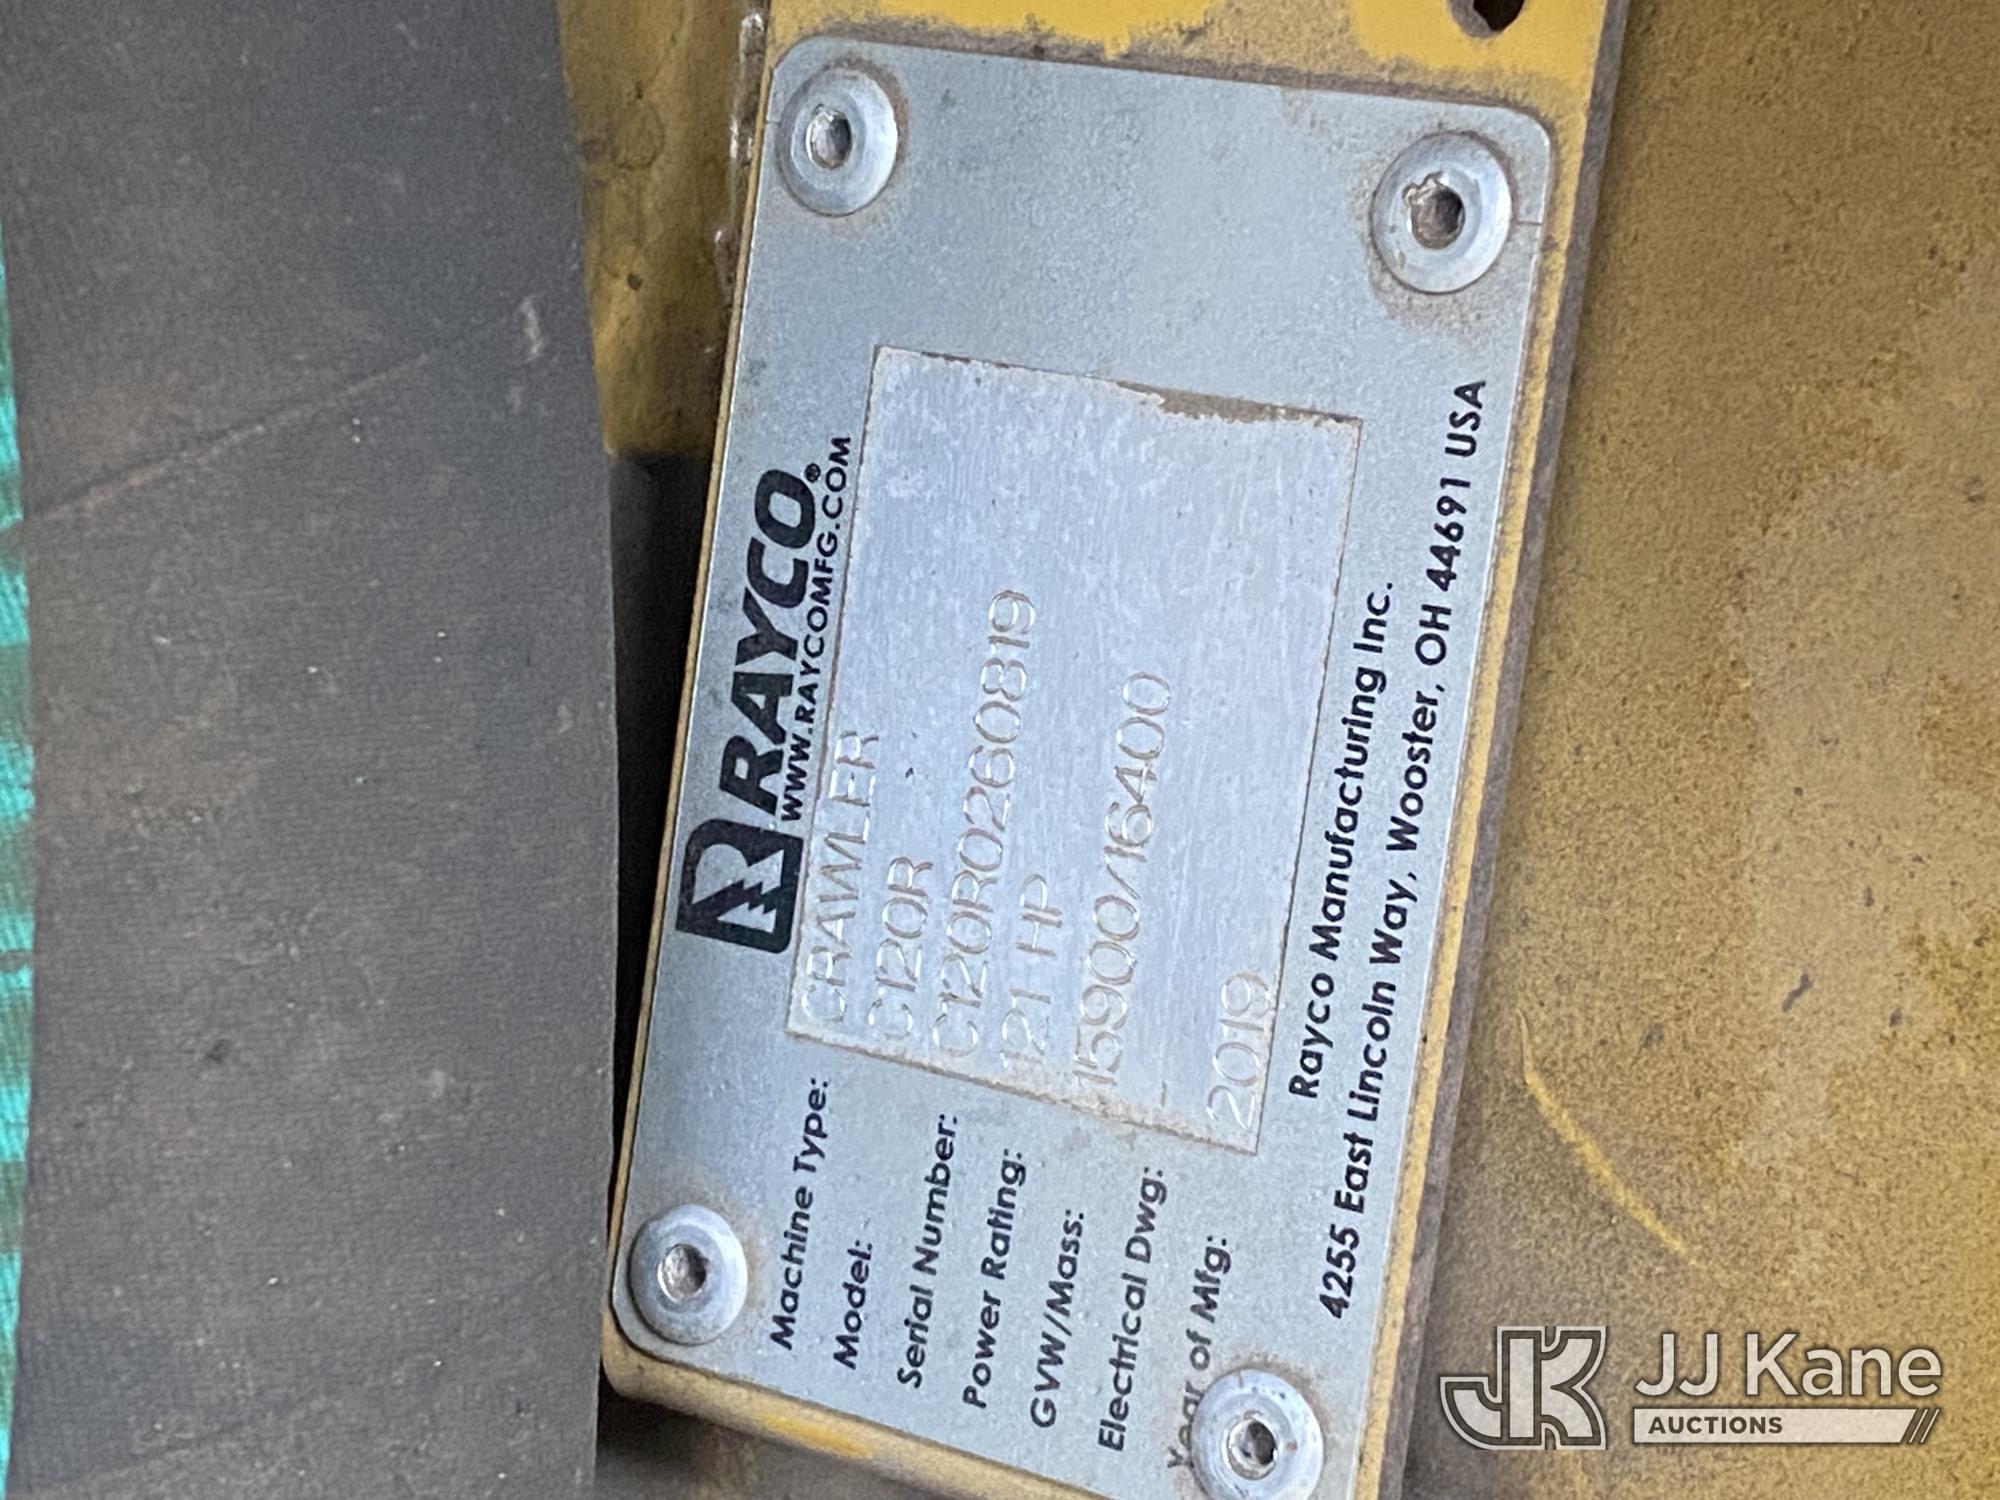 RAYCO®
WWW.RAYCOMFG.COM
Machine Type: CRAWLER
Model: C120R
Serial Number: C120R02660819
Power Rating: 121 HP
GVW/Mass: 15900/16400
Electrical Dwg: -
Year of Mfg: 2019
Rayco Manufacturing Inc.
4255 East Lincoln Way, Wooster, OH 44691 USA
JK JJ Kane
AUCTIONS